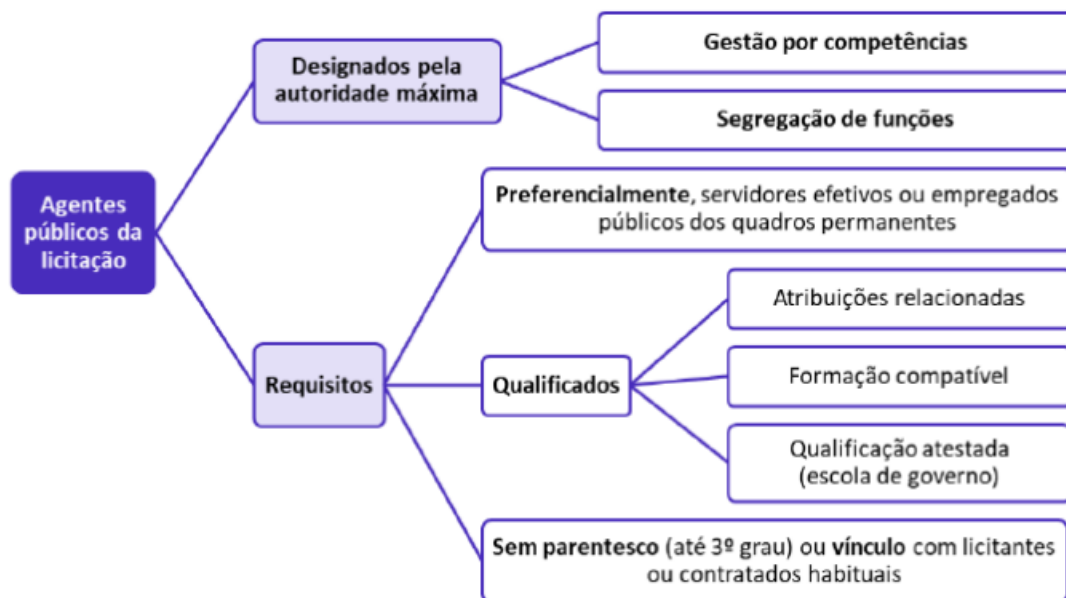 Agentes
públicos da
licitação
Designados pela
autoridade máxima
Gestão por competências
Segregação de funções
Requisitos
Preferencialmente, servidores efetivos ou empregados
públicos dos quadros permanentes
Qualificados
Atribuições relacionadas
Formação compatível
Qualificação atestada
(escola de governo)
Sem parentesco (até 3º grau) ou vínculo com licitantes
ou contratados habituais